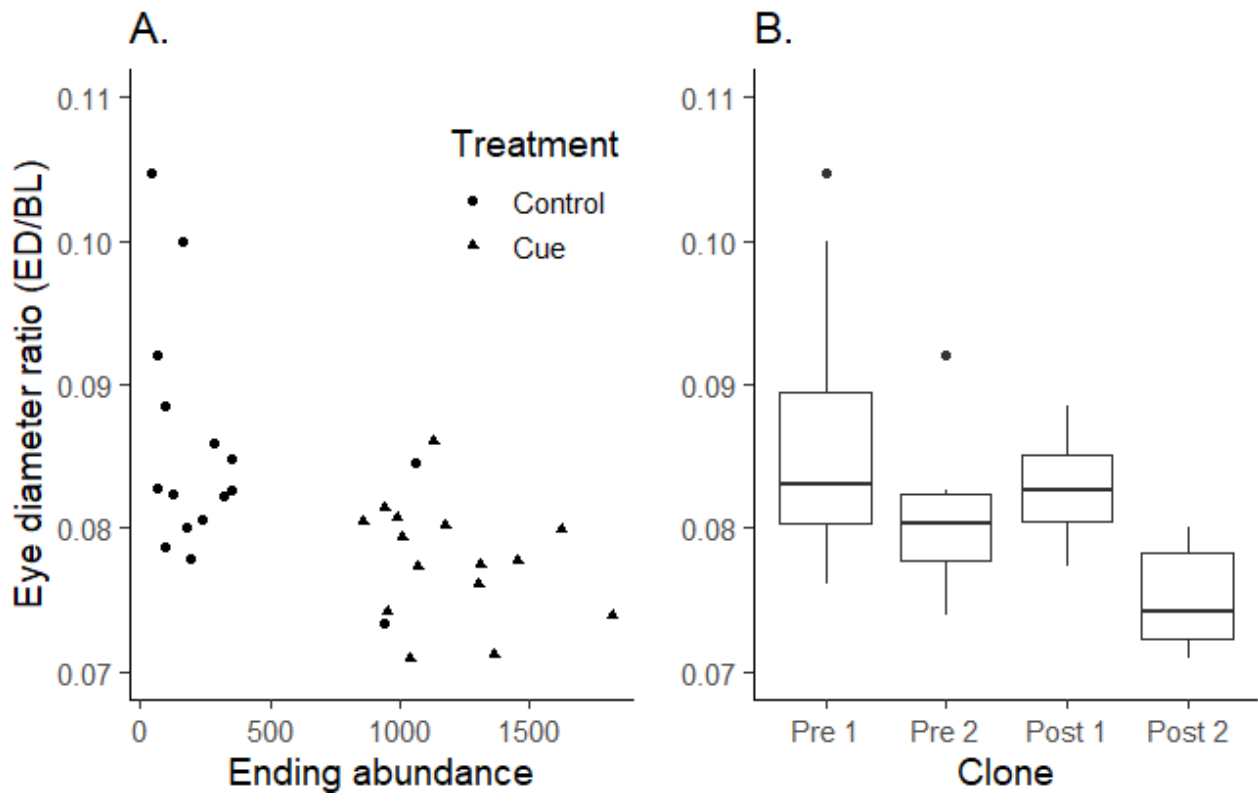 A.
Eye diameter ratio (ED/BL)
0.11
0.10
0.09
0.08
0.07
Treatment
Control
Cue
0
500
1000
1500
Ending abundance
B.
0.11
0.10
0.09
0.08
0.07
Pre 1
Pre 2
Post 1
Post 2
Clone